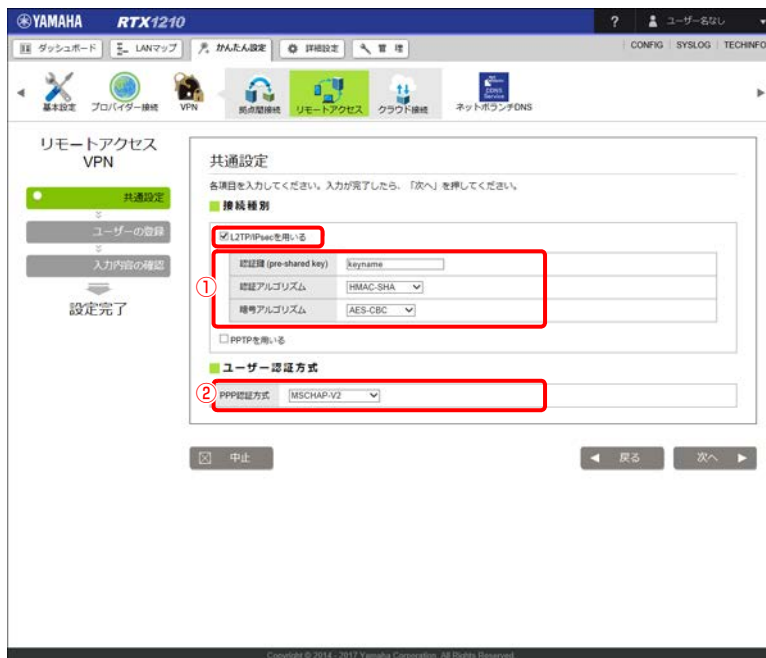 YAMAHA RTX1210 ? ユーザー名なし
ダッシュボード LANマップ かんたん設定 詳細設定 管理 CONFIG SYSLOG TECHINFO
基本設定 プロバイダー接続 VPN 拠点間接続 リモートアクセス クラウド接続 ネットボランチDNS
リモートアクセス
VPN
共通設定
ユーザーの登録
入力内容の確認
設定完了
共通設定
各項目を入力してください。入力が完了したら、「次へ」を押してください。
接続種別
L2TP/IPsecを用いる
①
認証鍵 (pre-shared key) keyname
認証アルゴリズム HMAC-SHA
暗号アルゴリズム AES-CBC
PPTPを用いる
ユーザー認証方式
②
PPP認証方式 MSCHAP-V2
中止 戻る 次へ
Copyright © 2014 - 2017 Yamaha Corporation. All Rights Reserved.